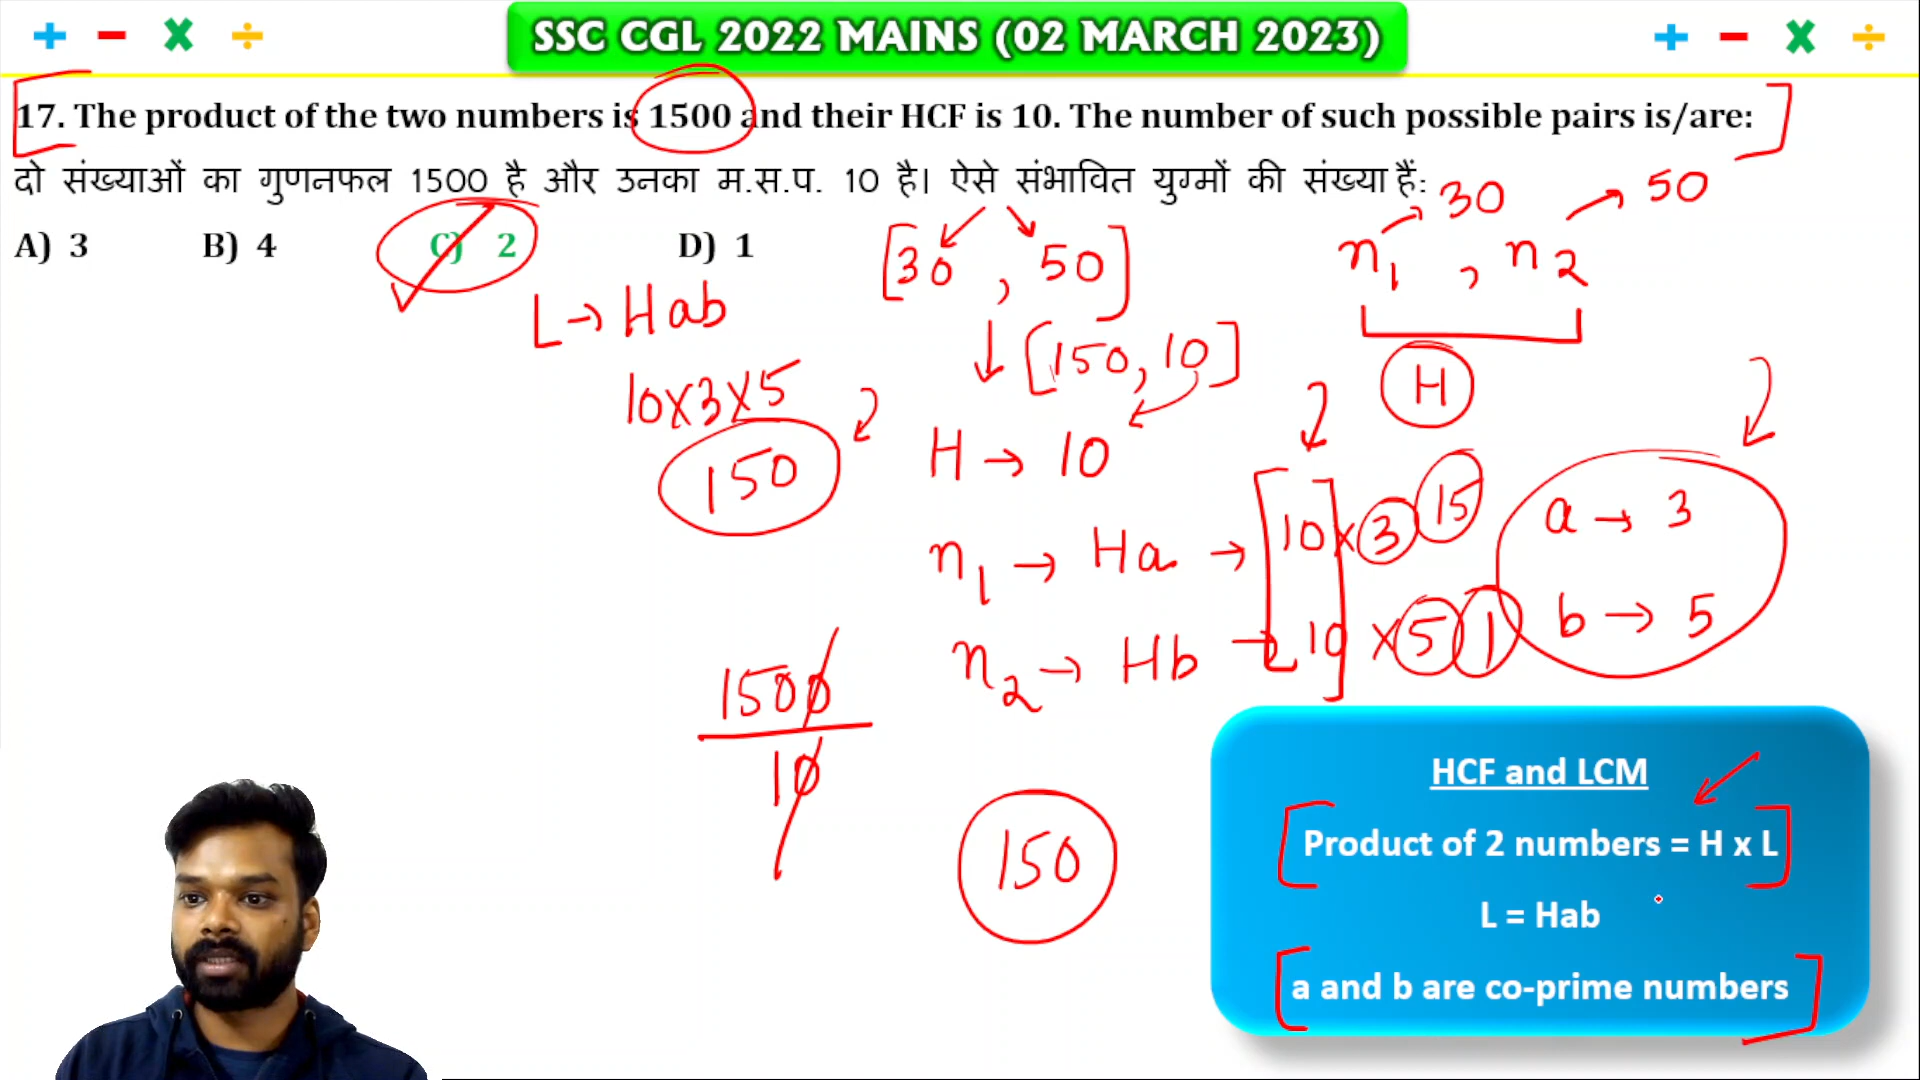 + - × ÷ SSC CGL 2022 MAINS (02 MARCH 2023) + - × ÷
17. The product of the two numbers is 1500 and their HCF is 10. The number of such possible pairs is/are:
दो संख्याओं का गुणनफल 1500 है और उनका म.स.प. 10 है। ऐसे संभावित युग्मों की संख्या हैं:
A) 3 B) 4 C) 2 D) 1
[30, 50]
n1 → 30, n2 → 50
L → Hab
[150, 10]
H
10×3×5
150
H → 10
n1 → Ha → 10 × 3 15
n2 → Hb → 10 × 5 1
a → 3
b → 5
1500
10
150
HCF and LCM
Product of 2 numbers = H x L
L = Hab
a and b are co-prime numbers